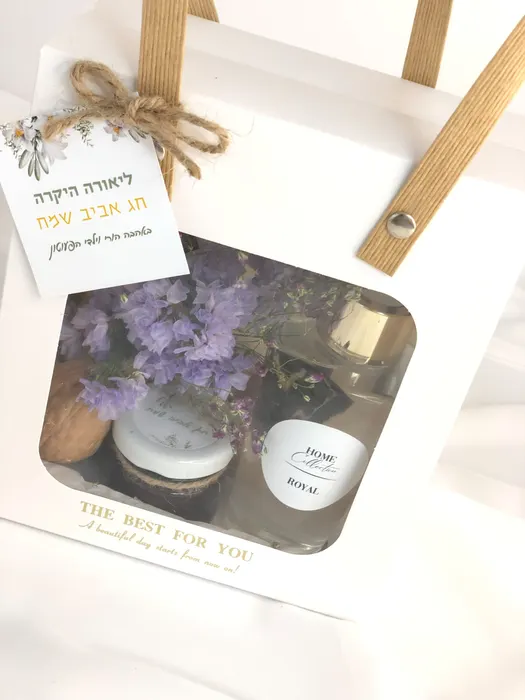 ליאורה היקרה
חג אביב שמח
באהבה הורי וילדי הפעוטון
HOME
Collection
ROYAL
THE BEST FOR YOU
A beautiful day starts from now on!